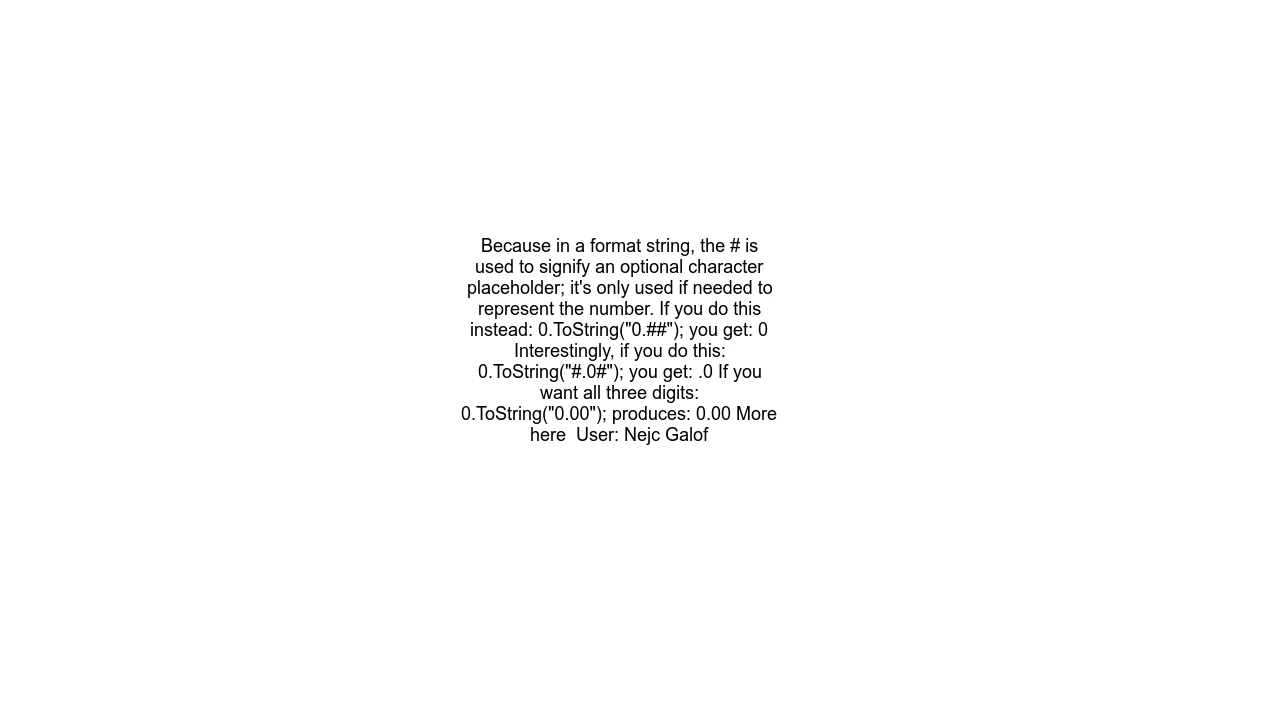 Because in a format string, the # is
used to signify an optional character
placeholder; it's only used if needed to
represent the number. If you do this
instead: 0.ToString("0.##"); you get: 0
Interestingly, if you do this:
0.ToString("#.0#"); you get: .0 If you
want all three digits:
0.ToString("0.00"); produces: 0.00 More
here  User: Nejc Galof